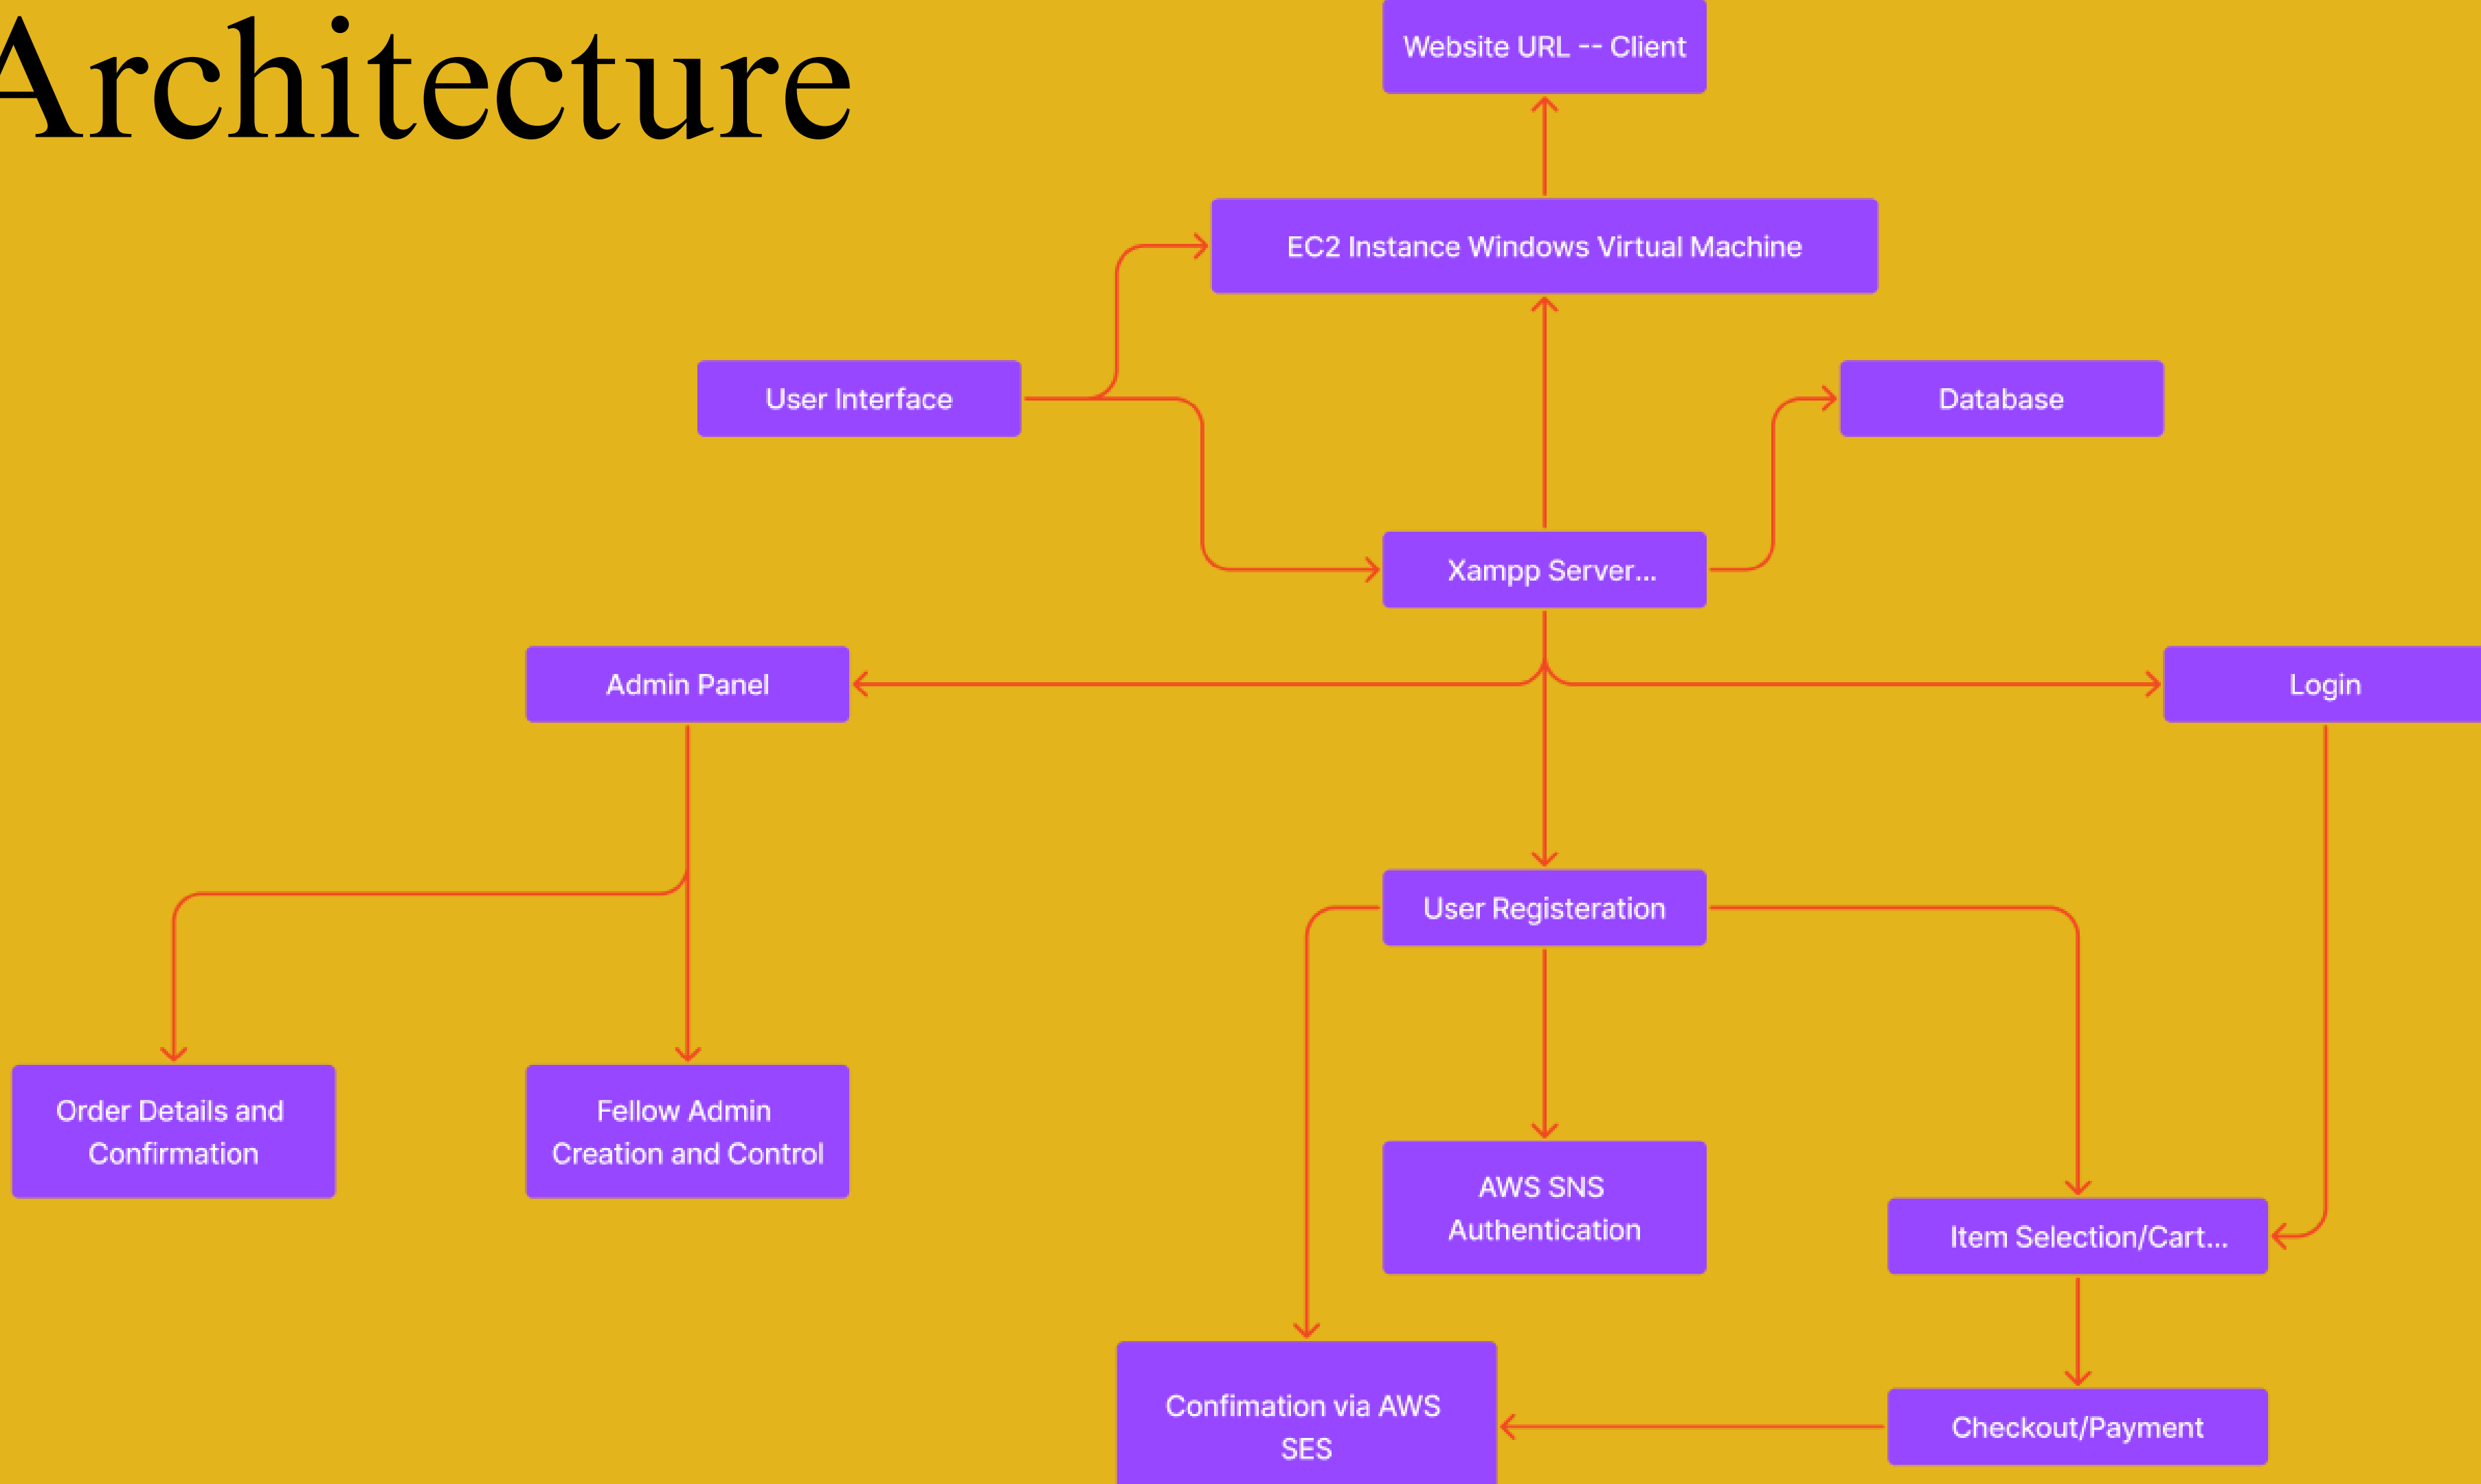 Architecture
Website URL -- Client
EC2 Instance Windows Virtual Machine
User Interface
Database
Xampp Server...
Admin Panel
Login
User Registeration
Order Details and
Confirmation
Fellow Admin
Creation and Control
AWS SNS
Authentication
Item Selection/Cart...
Confimation via AWS
SES
Checkout/Payment